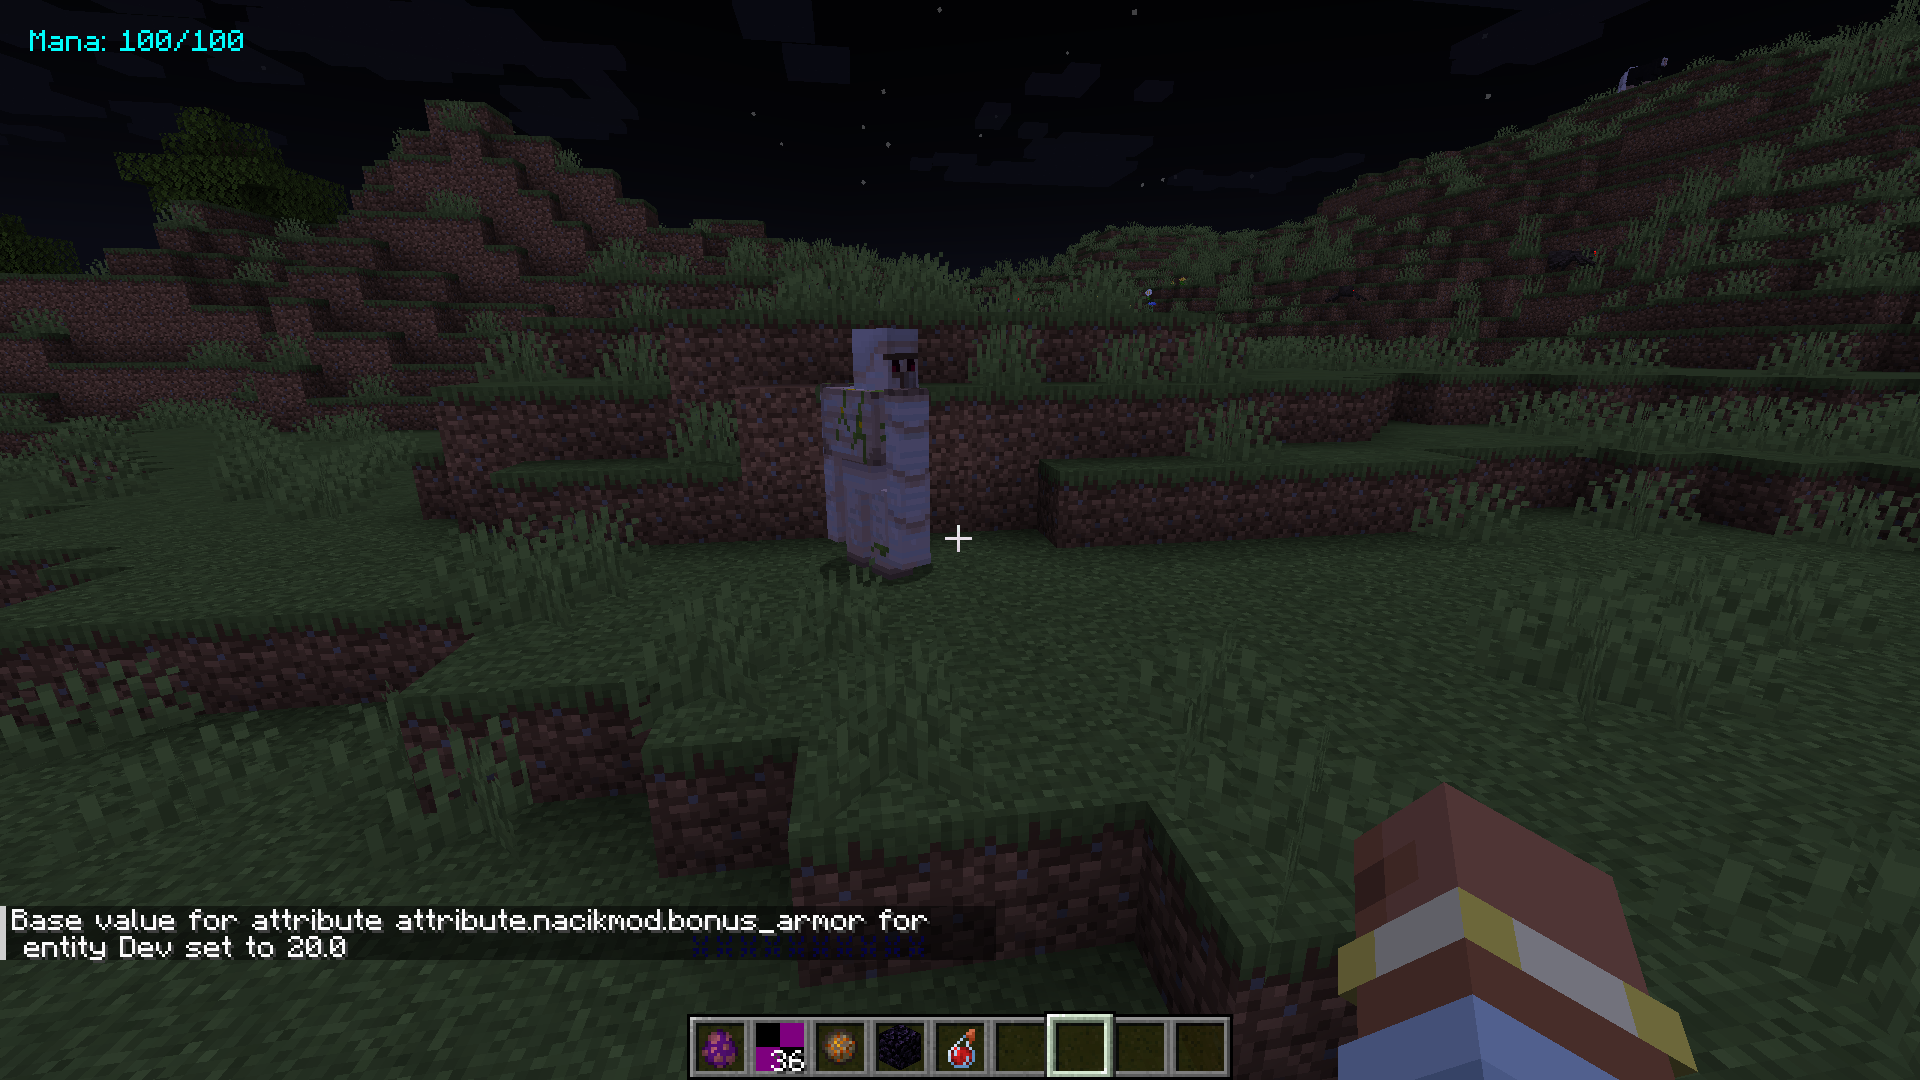 Mana: 100/100
Base value for attribute attribute.nacikmod.bonus_armor for
entity Dev set to 20.0
36